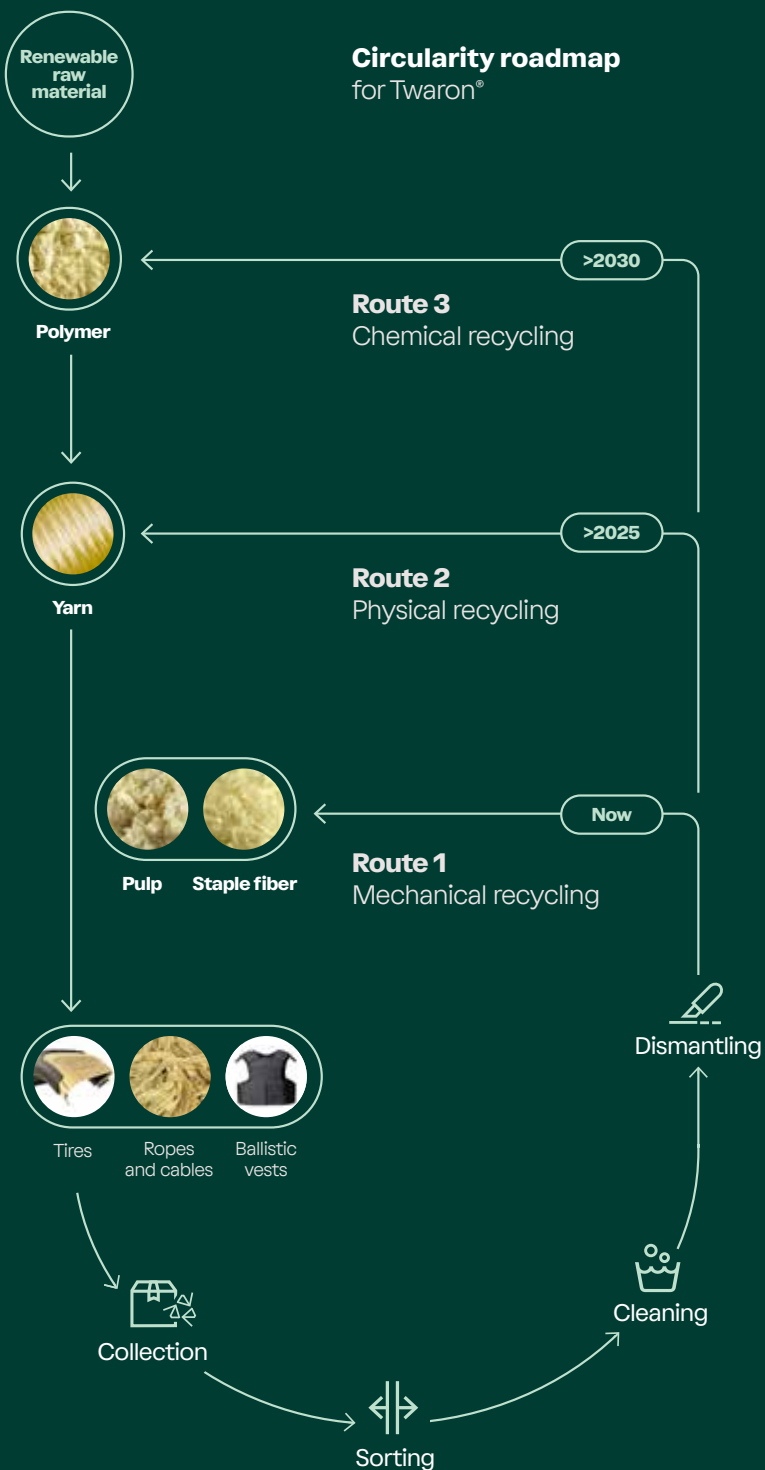 Renewable
raw
material
Circularity roadmap
for Twaron®
>2030
Polymer
Route 3
Chemical recycling
>2025
Yarn
Route 2
Physical recycling
Now
Pulp
Staple fiber
Route 1
Mechanical recycling
Dismantling
Tires
Ropes
and cables
Ballistic
vests
Cleaning
Collection
Sorting